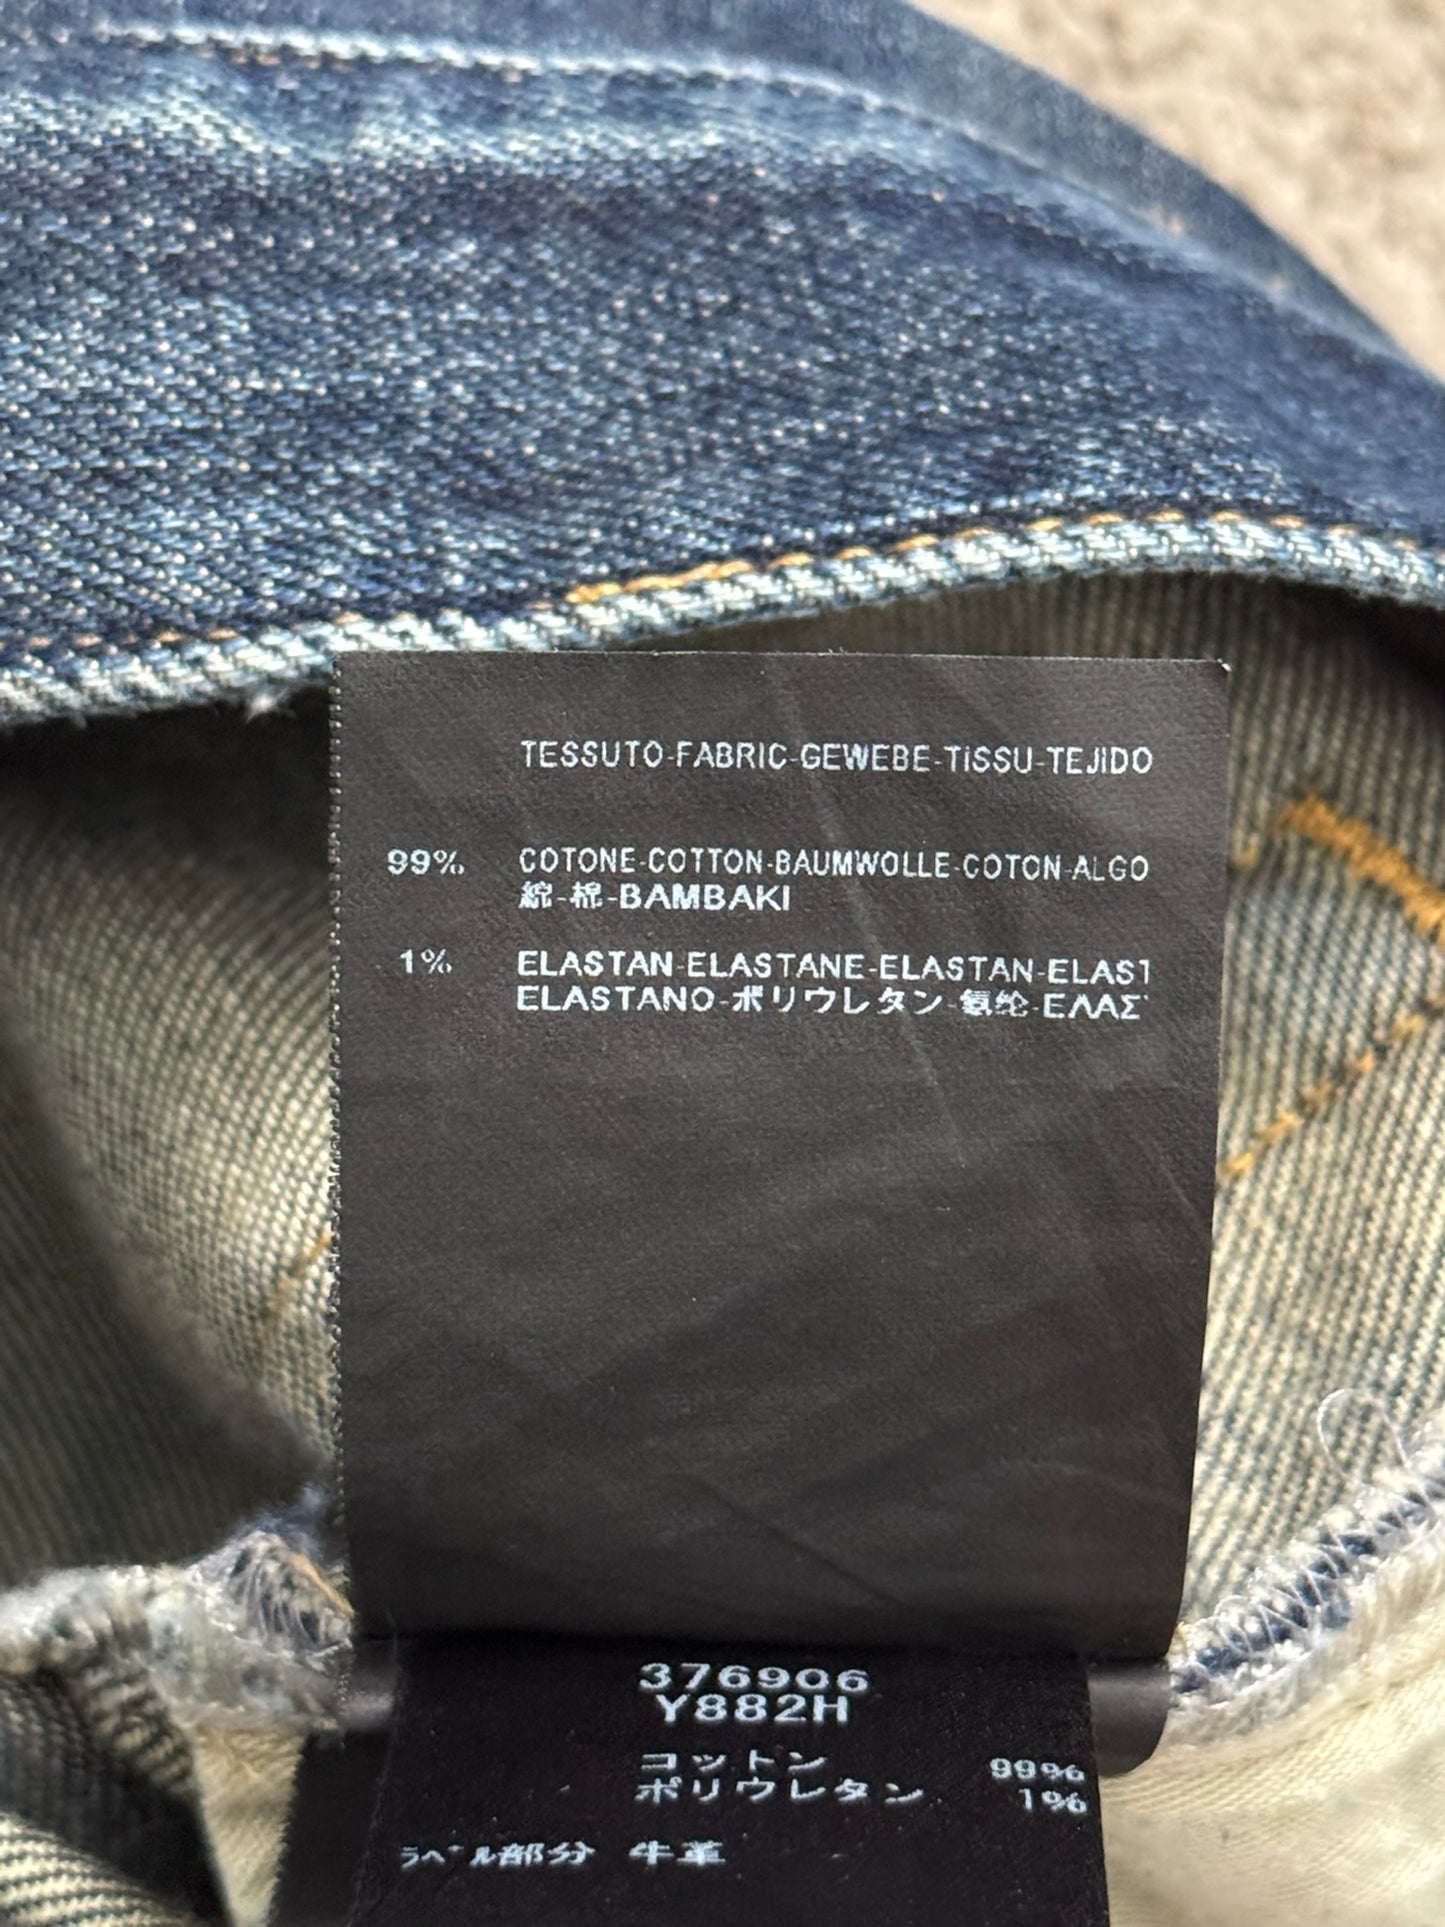 TESSUTO-FABRIC-GEWEBE-TiSSU-TEJIDO
99% COTONE-COTTON-BAUMWOLLE-COTON-ALGO
綿-棉-BAMBAKI
1% ELASTAN-ELASTANE-ELASTAN-ELAST
ELASTANO-ポリウレタン-氨纶-ΕΛΑΣ
376906
Y882H
コットン 99%
ポリウレタン 1%
ラベル部分 牛革